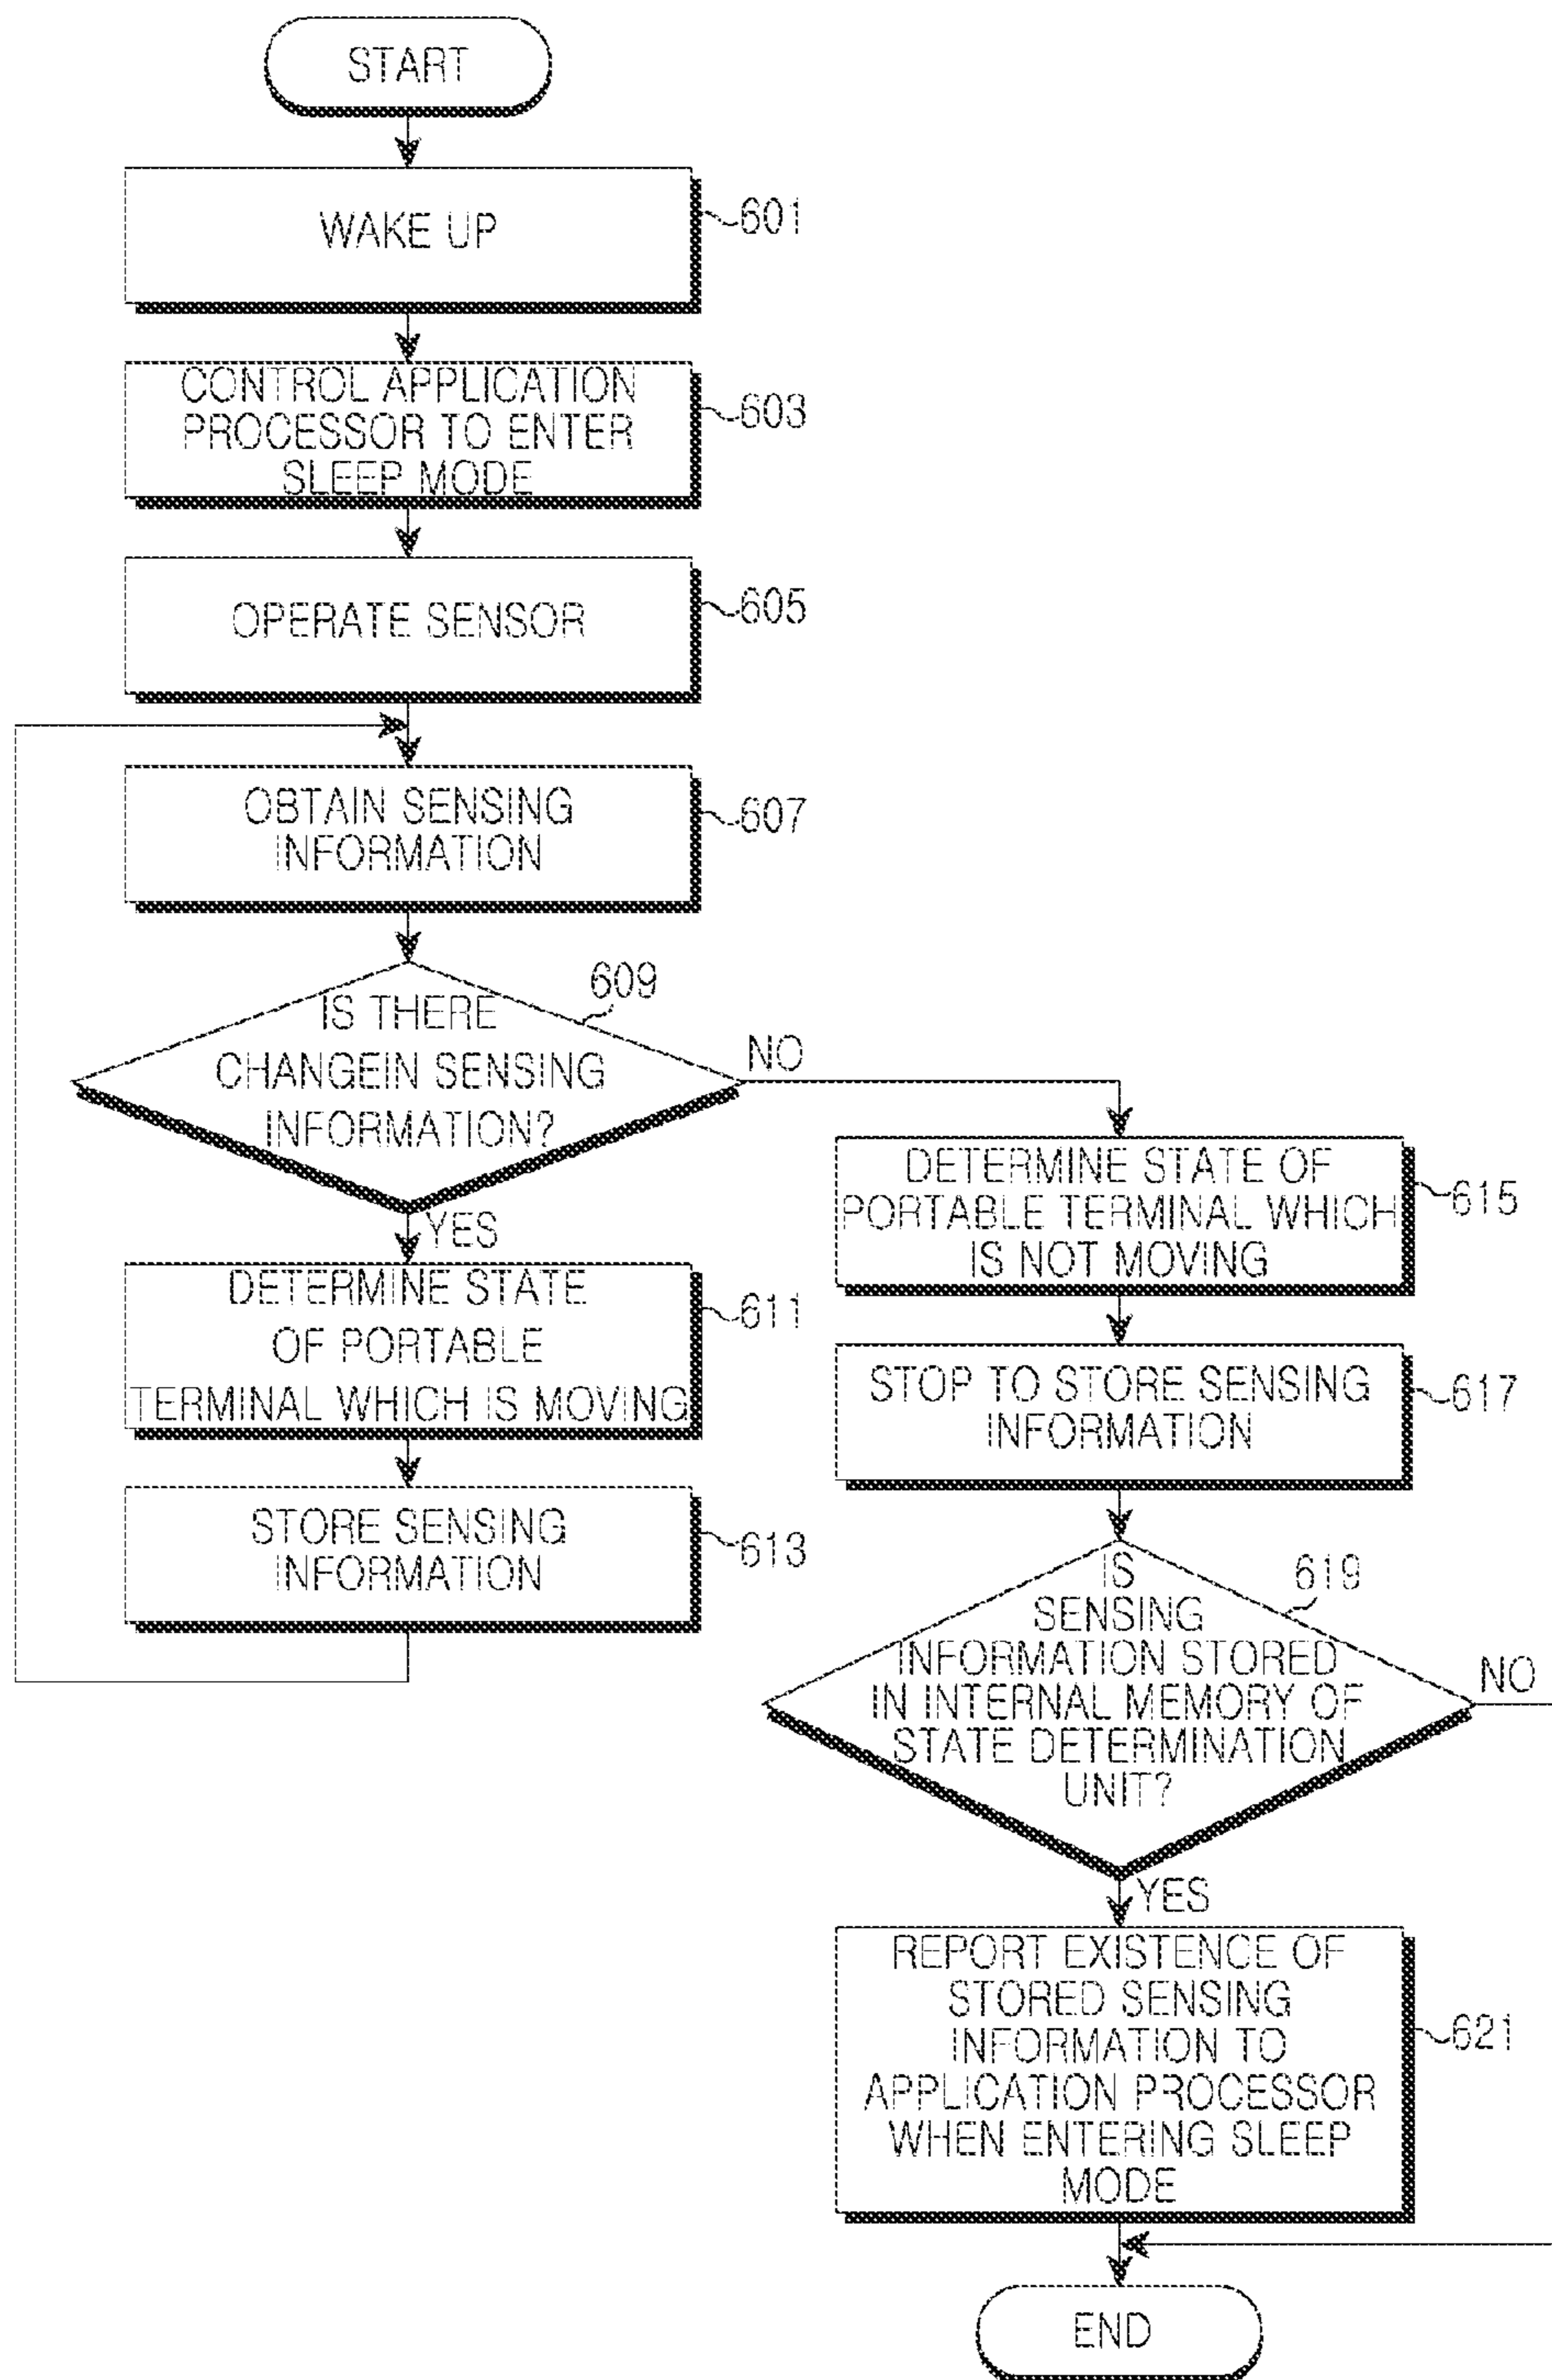 START
WAKE UP
601
CONTROL APPLICATION
PROCESSOR TO ENTER
SLEEP MODE
603
OPERATE SENSOR
605
OBTAIN SENSING
INFORMATION
607
IS THERE
CHANGEIN SENSING
INFORMATION?
609
NO
YES
DETERMINE STATE
OF PORTABLE
TERMINAL WHICH IS MOVING
611
STORE SENSING
INFORMATION
613
DETERMINE STATE OF
PORTABLE TERMINAL WHICH
IS NOT MOVING
615
STOP TO STORE SENSING
INFORMATION
617
IS
SENSING
INFORMATION STORED
IN INTERNAL MEMORY OF
STATE DETERMINATION
UNIT?
619
NO
YES
REPORT EXISTENCE OF
STORED SENSING
INFORMATION TO
APPLICATION PROCESSOR
WHEN ENTERING SLEEP
MODE
621
END